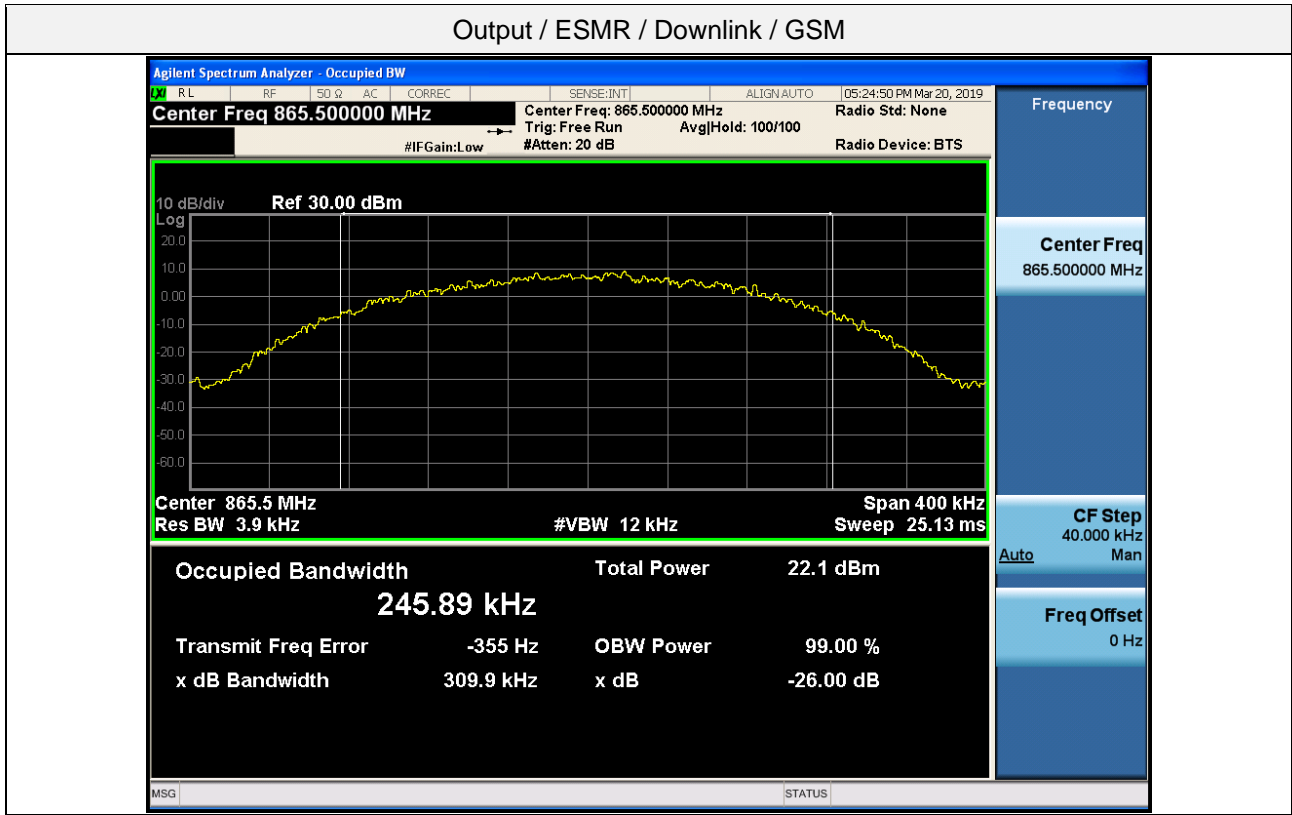 Output / ESMR / Downlink / GSM
Agilent Spectrum Analyzer - Occupied BW
LXI RL RF 50 Ω AC CORREC SENSE:INT ALIGN AUTO 05:24:50 PM Mar 20, 2019
Center Freq 865.500000 MHz
Center Freq: 865.500000 MHz Radio Std: None
Trig: Free Run Avg|Hold: 100/100
#IFGain:Low #Atten: 20 dB Radio Device: BTS
Frequency
10 dB/div Ref 30.00 dBm
Log
20.0
10.0
0.00
-10.0
-20.0
-30.0
-40.0
-50.0
-60.0
Center 865.5 MHz Span 400 kHz
Res BW 3.9 kHz #VBW 12 kHz Sweep 25.13 ms
Occupied Bandwidth Total Power 22.1 dBm
245.89 kHz
Transmit Freq Error -355 Hz OBW Power 99.00 %
x dB Bandwidth 309.9 kHz x dB -26.00 dB
Center Freq
865.500000 MHz
CF Step
40.000 kHz
Auto Man
Freq Offset
0 Hz
MSG STATUS